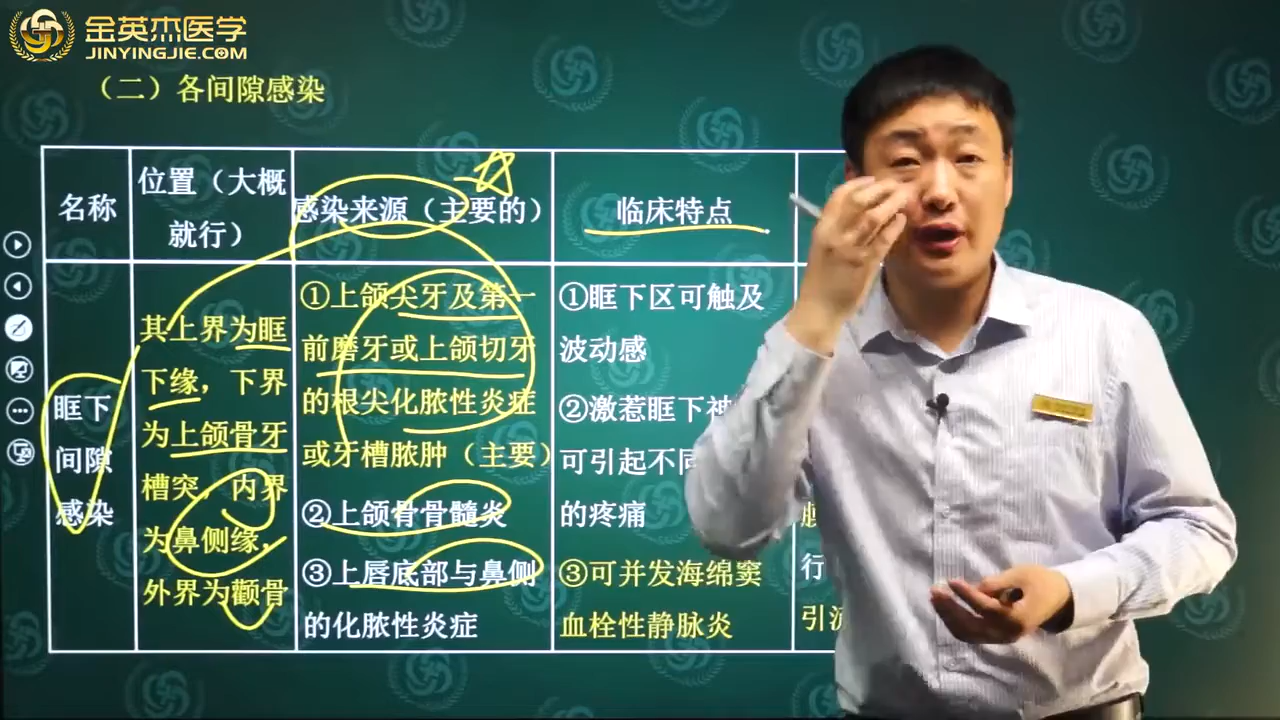 金英杰医学
JINYINGJIE.COM
（二）各间隙感染
名称
位置（大概
就行）
感染来源（主要的）
临床特点
眶下
间隙
感染
其上界为眶
下缘，下界
为上颌骨牙
槽突，内界
为鼻侧缘，
外界为颧骨
①上颌尖牙及第一
前磨牙或上颌切牙
的根尖化脓性炎症
或牙槽脓肿（主要）
②上颌骨骨髓炎
③上唇底部与鼻侧
的化脓性炎症
①眶下区可触及
波动感
②激惹眶下神
可引起不同
的疼痛
③可并发海绵窦
血栓性静脉炎
行
引流